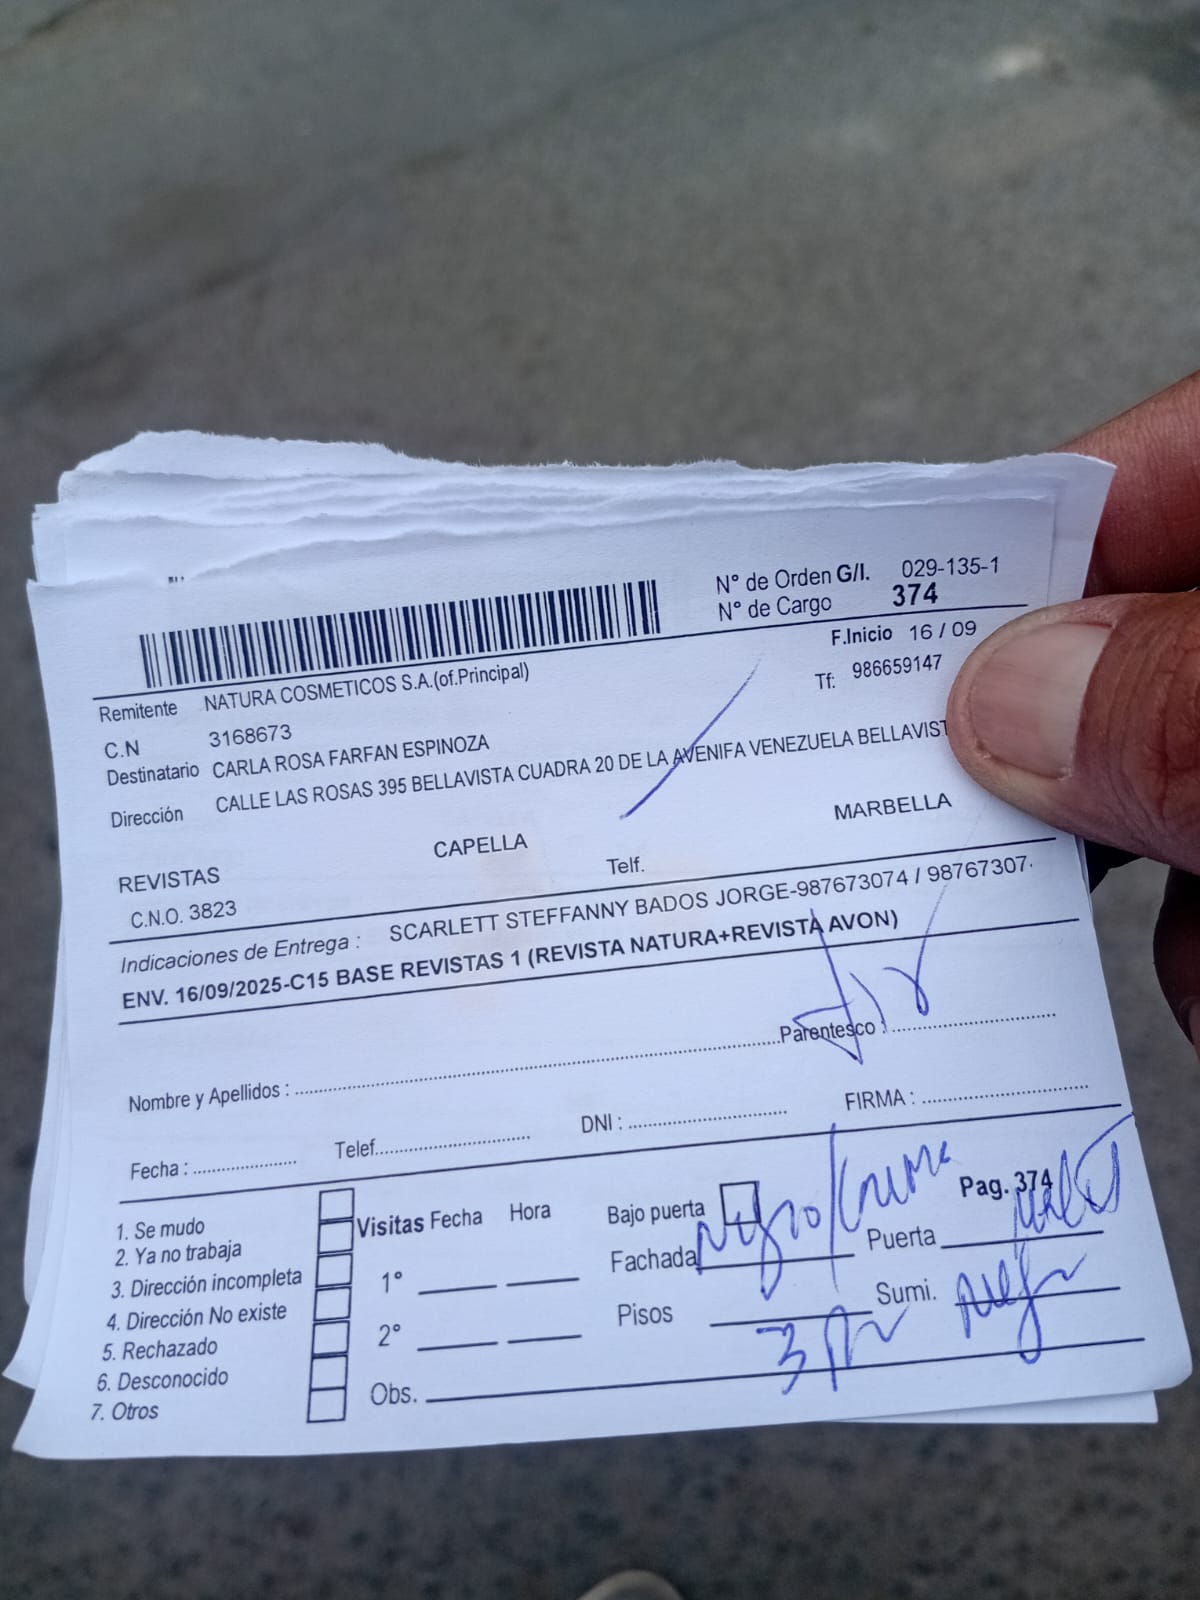 N° de Orden G/I. 029-135-1
N° de Cargo 374
F.Inicio 16 / 09
Remitente NATURA COSMETICOS S.A.(of.Principal)
Tf: 986659147
C.N 3168673
Destinatario CARLA ROSA FARFAN ESPINOZA
Dirección CALLE LAS ROSAS 395 BELLAVISTA CUADRA 20 DE LA AVENIFA VENEZUELA BELLAVIST
REVISTAS CAPELLA MARBELLA
C.N.O. 3823 Telf.
Indicaciones de Entrega : SCARLETT STEFFANNY BADOS JORGE-987673074 / 98767307
ENV. 16/09/2025-C15 BASE REVISTAS 1 (REVISTA NATURA+REVISTA AVON)
Nombre y Apellidos : Parentesco :
Fecha : Telef. DNI : FIRMA :
1. Se mudo
2. Ya no trabaja
3. Dirección incompleta
4. Dirección No existe
5. Rechazado
6. Desconocido
7. Otros
Visitas Fecha Hora
1°
2°
Obs.
Bajo puerta Pag. 374
Fachada negro/crema Puerta
Pisos 3 Sumi.